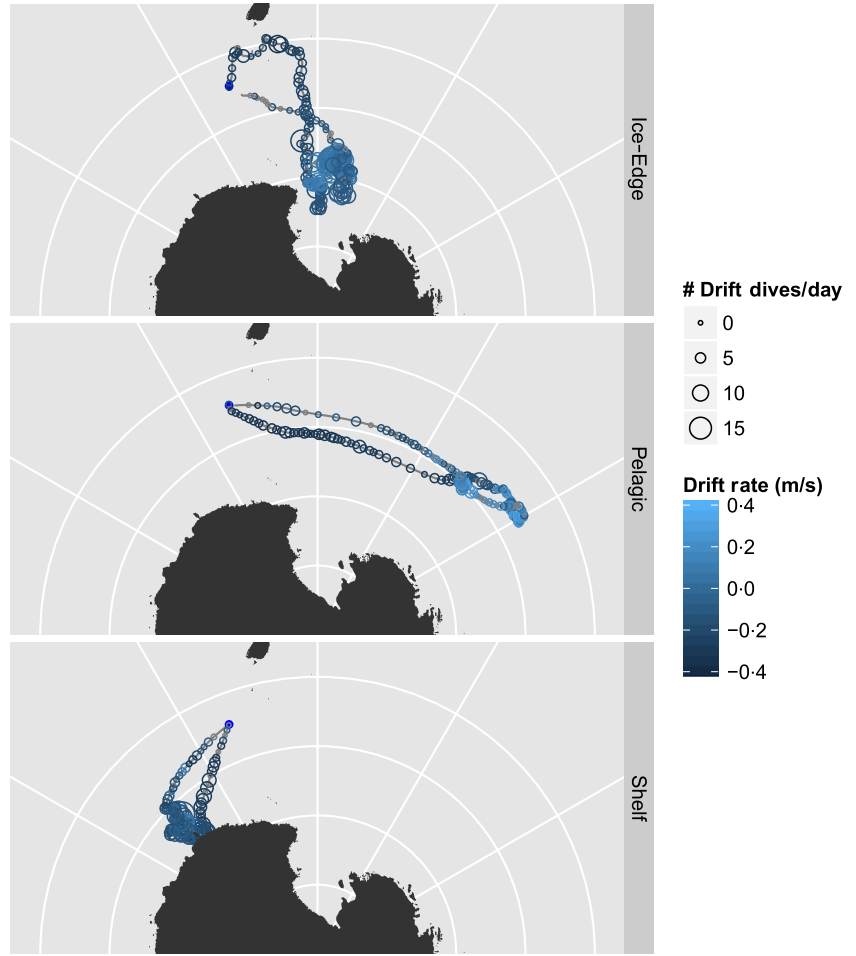 Ice−Edge
Pelagic
Shelf
# Drift dives/day
0
5
10
15
Drift rate (m/s)
0·4
0·2
0·0
−0·2
−0·4